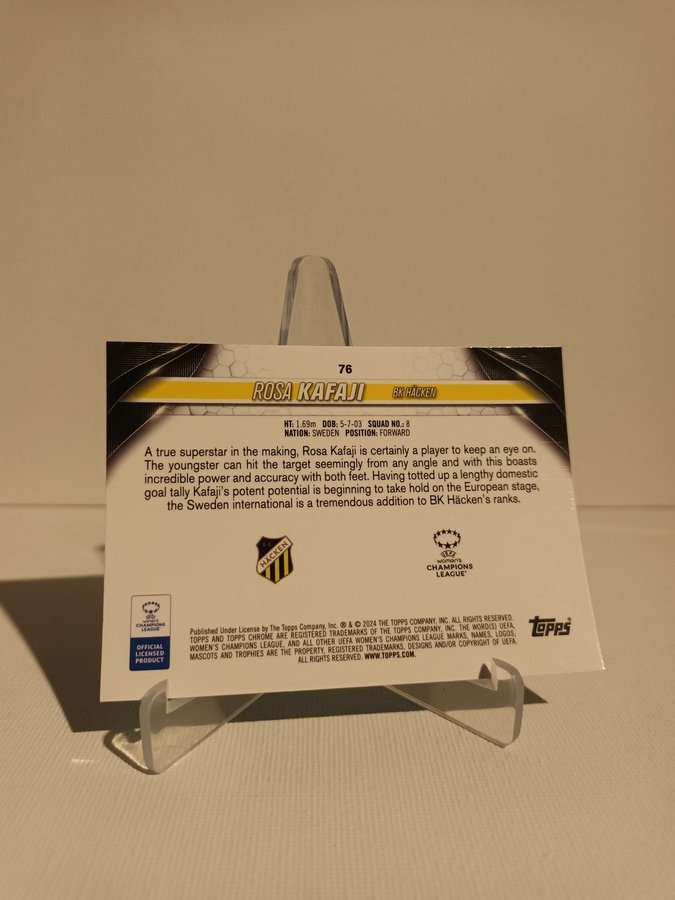 76
ROSA KAFAJI BK HÄCKEN
HT: 1.69m DOB: 5-7-03 SQUAD NO.: 8
NATION: SWEDEN POSITION: FORWARD
A true superstar in the making, Rosa Kafaji is certainly a player to keep an eye on.
The youngster can hit the target seemingly from any angle and with this boasts
incredible power and accuracy with both feet. Having totted up a lengthy domestic
goal tally Kafaji's potent potential is beginning to take hold on the European stage,
the Sweden international is a tremendous addition to BK Häcken's ranks.
HÄCKEN
UEFA
women's
CHAMPIONS
LEAGUE™
women's
CHAMPIONS
LEAGUE
OFFICIAL
LICENSED
PRODUCT
Published Under License by The Topps Company, Inc. ® & © 2024 THE TOPPS COMPANY, INC. ALL RIGHTS RESERVED.
TOPPS AND TOPPS CHROME ARE REGISTERED TRADEMARKS OF THE TOPPS COMPANY, INC. THE WORD(S) UEFA,
WOMEN'S CHAMPIONS LEAGUE, AND ALL OTHER UEFA WOMEN'S CHAMPIONS LEAGUE MARKS, NAMES, LOGOS,
MASCOTS AND TROPHIES ARE THE PROPERTY, REGISTERED TRADEMARKS, DESIGNS AND/OR COPYRIGHT OF UEFA.
ALL RIGHTS RESERVED. WWW.TOPPS.COM.
TOPPS®